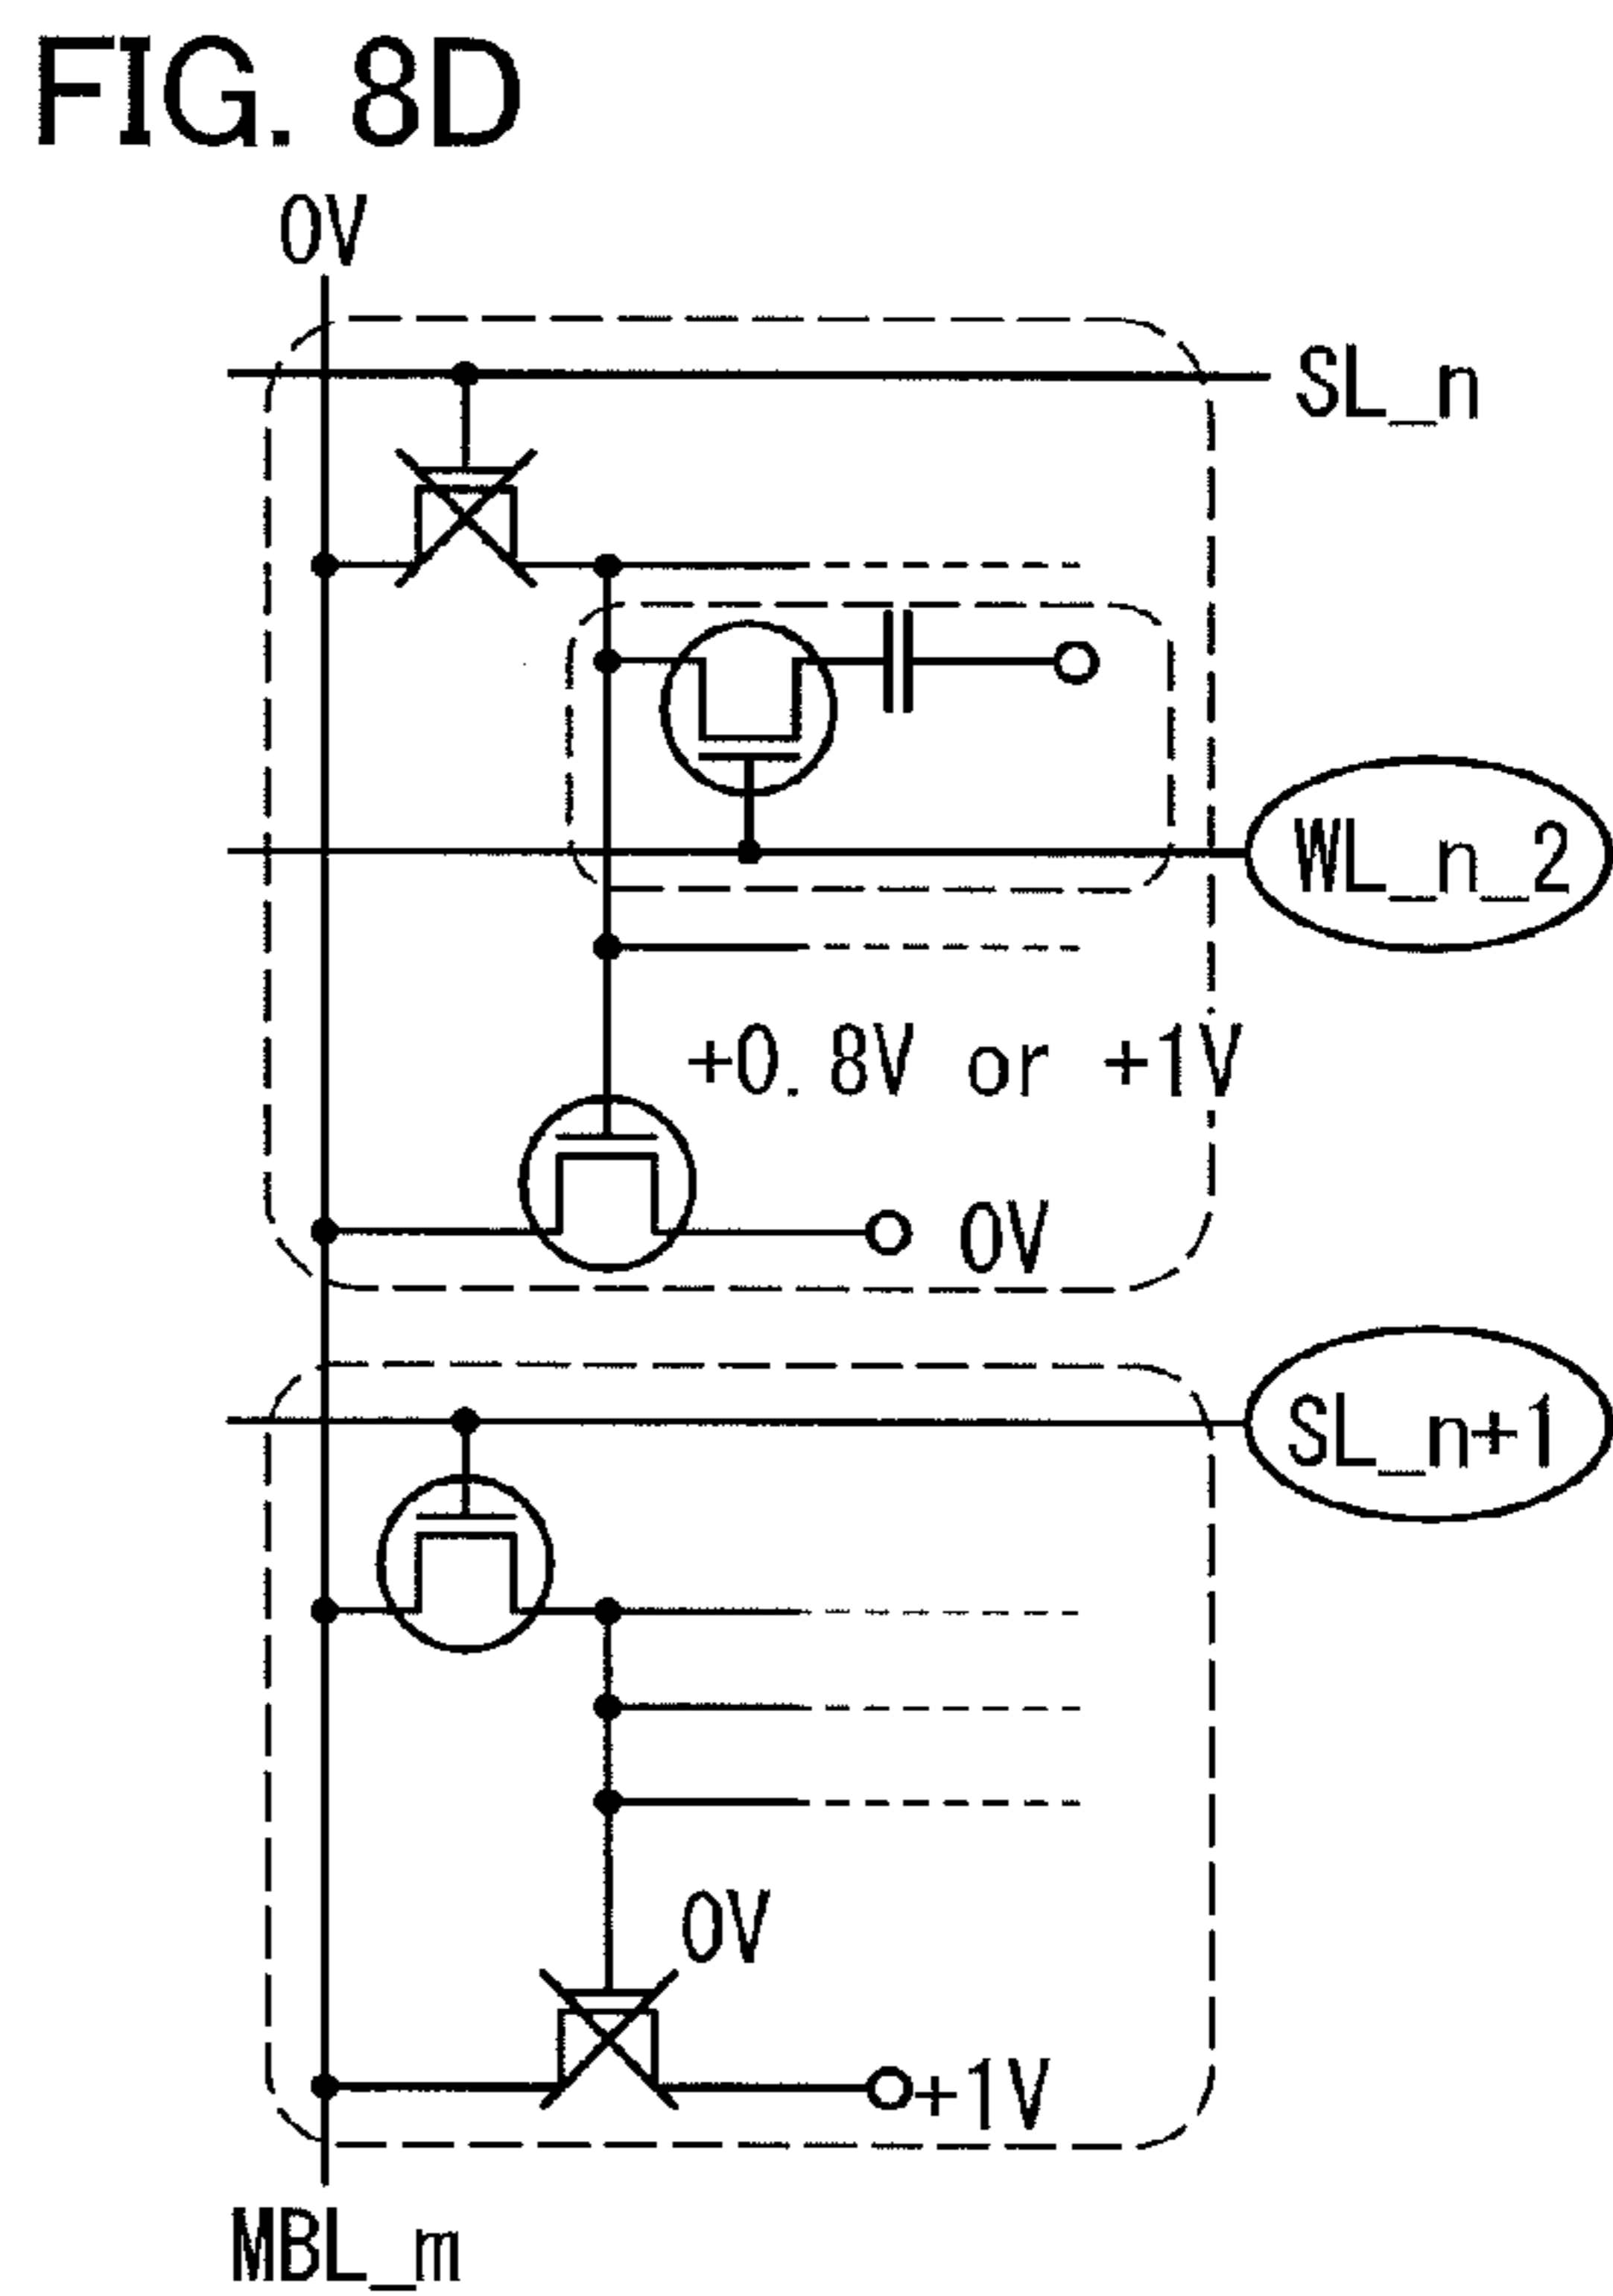 FIG. 8D
0V
SL_n
WL_n_2
+0.8V or +1V
0V
SL_n+1
0V
+1V
MBL_m